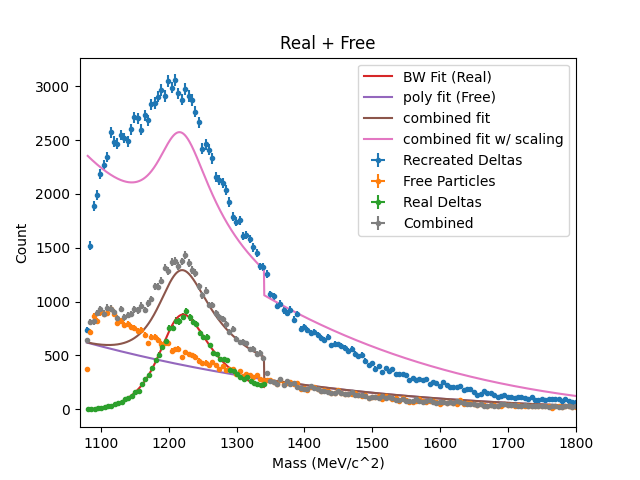 Real + Free
BW Fit (Real)
poly fit (Free)
combined fit
combined fit w/ scaling
Recreated Deltas
Free Particles
Real Deltas
Combined
3000
2500
2000
1500
1000
500
0
Count
1100 1200 1300 1400 1500 1600 1700 1800
Mass (MeV/c^2)